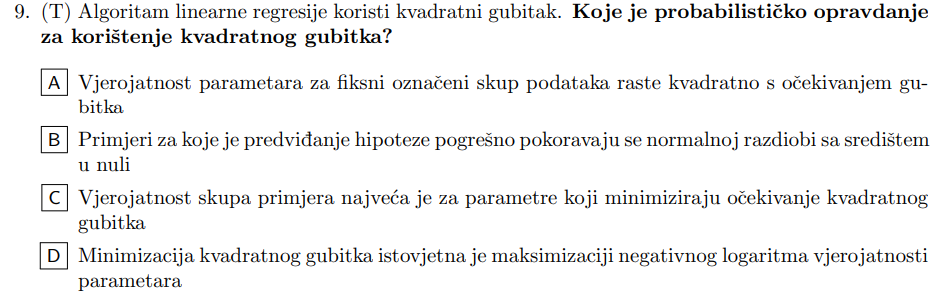 9. (T) Algoritam linearne regresije koristi kvadratni gubitak. Koje je probabilističko opravdanje
za korištenje kvadratnog gubitka?
A Vjerojatnost parametara za fiksni označeni skup podataka raste kvadratno s očekivanjem gu-
bitka
B Primjeri za koje je predviđanje hipoteze pogrešno pokoravaju se normalnoj razdiobi sa središtem
u nuli
C Vjerojatnost skupa primjera najveća je za parametre koji minimiziraju očekivanje kvadratnog
gubitka
D Minimizacija kvadratnog gubitka istovjetna je maksimizaciji negativnog logaritma vjerojatnosti
parametara